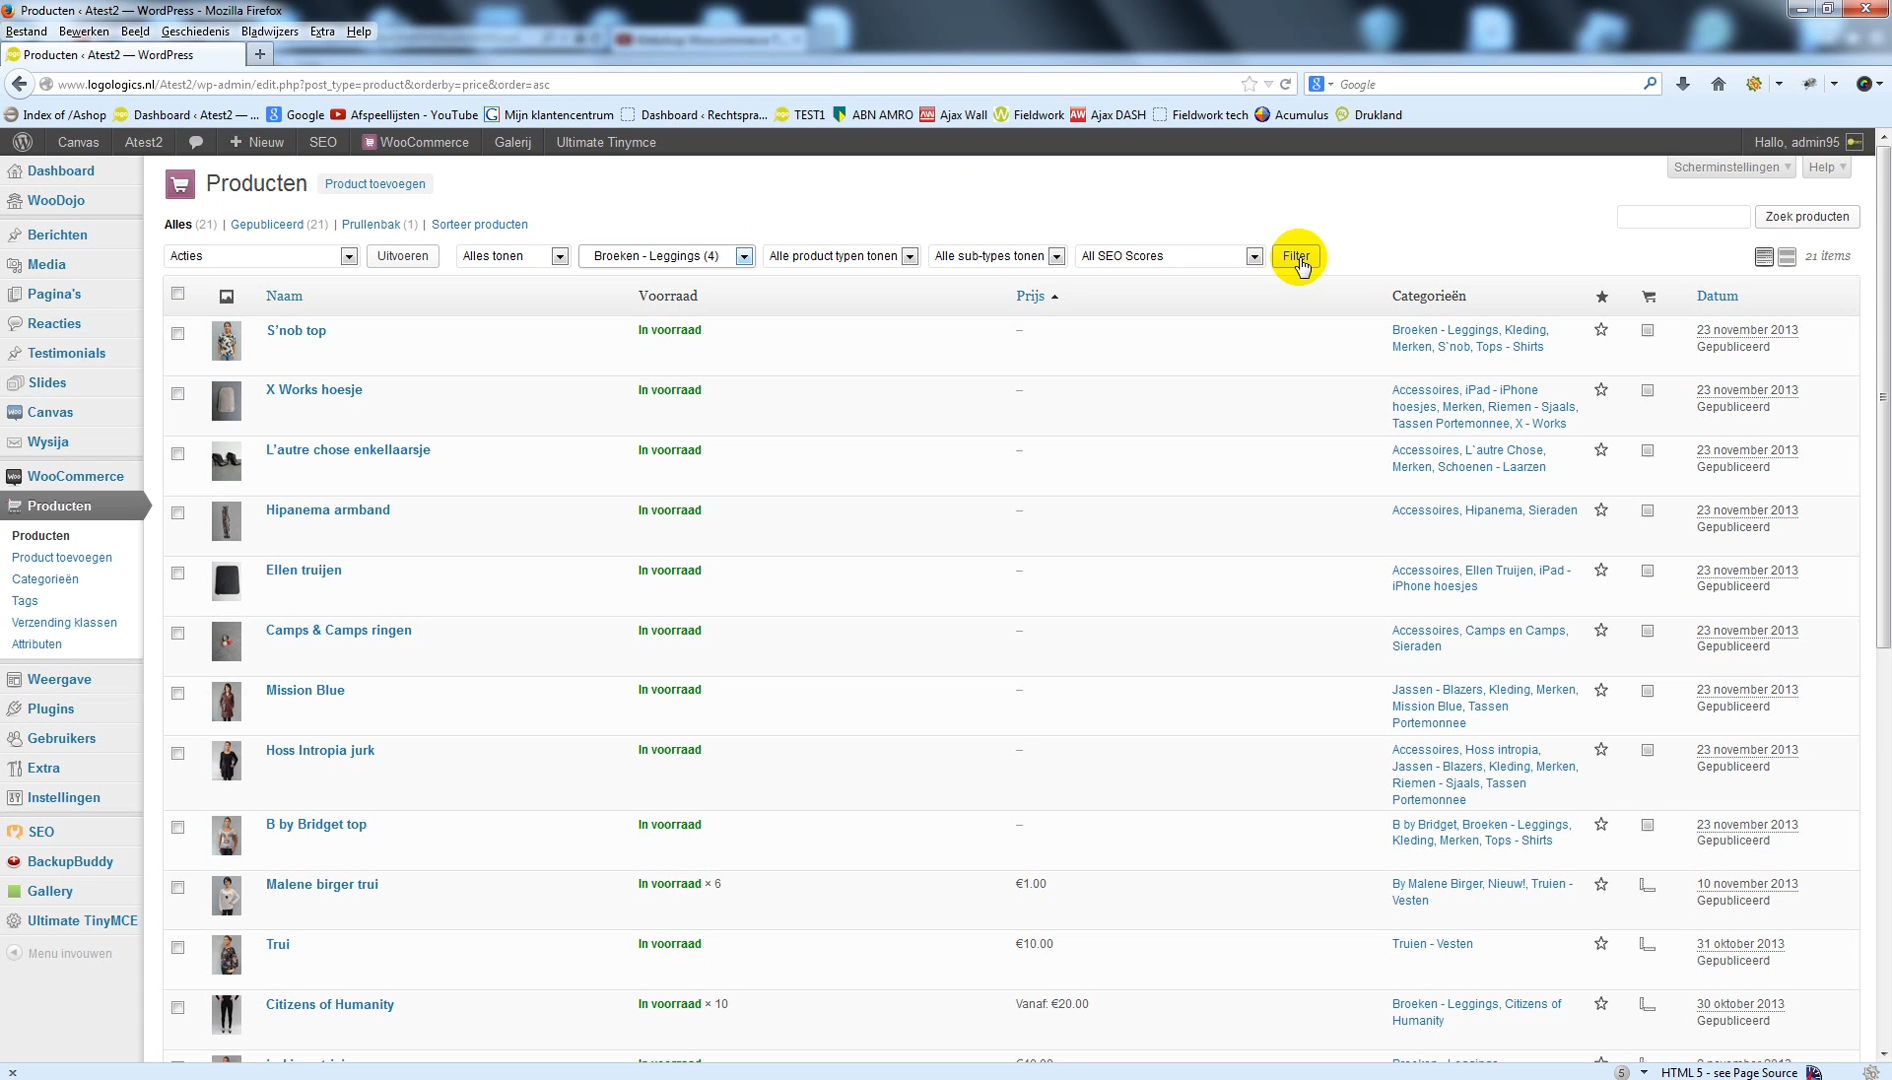 Producten ‹ Atest2 — WordPress - Mozilla Firefox
Bestand Bewerken Beeld Geschiedenis Bladwijzers Extra Help
Producten ‹ Atest2 — WordPress
www.logologics.nl/Atest2/wp-admin/edit.php?post_type=product&orderby=price&order=asc
Google
Index of /Ashop Dashboard ‹ Atest2 — ... Google Afspeellijsten - YouTube Mijn klantencentrum Dashboard ‹ Rechtspra... TEST1 ABN AMRO Ajax Wall Fieldwork Ajax DASH Fieldwork tech Acumulus Drukland
Canvas Atest2 Nieuw SEO WooCommerce Galerij Ultimate Tinymce Hallo, admin95
Scherminstellingen Help
Producten Product toevoegen
Alles (21) | Gepubliceerd (21) | Prullenbak (1) | Sorteer producten
Zoek producten
Acties Uitvoeren Alles tonen Broeken - Leggings (4) Alle product typen tonen Alle sub-types tonen All SEO Scores Filter 21 items
Dashboard
WooDojo
Berichten
Media
Pagina's
Reacties
Testimonials
Slides
Canvas
Wysija
WooCommerce
Producten
Producten
Product toevoegen
Categorieën
Tags
Verzending klassen
Attributen
Weergave
Plugins
Gebruikers
Extra
Instellingen
SEO
BackupBuddy
Gallery
Ultimate TinyMCE
Menu invouwen
Naam Voorraad Prijs Categorieën Datum
S'nob top In voorraad – Broeken - Leggings, Kleding, 23 november 2013
Merken, S`nob, Tops - Shirts Gepubliceerd
X Works hoesje In voorraad – Accessoires, iPad - iPhone 23 november 2013
hoesjes, Merken, Riemen - Sjaals, Gepubliceerd
Tassen Portemonnee, X - Works
L'autre chose enkellaarsje In voorraad – Accessoires, L`autre Chose, 23 november 2013
Merken, Schoenen - Laarzen Gepubliceerd
Hipanema armband In voorraad – Accessoires, Hipanema, Sieraden 23 november 2013
Gepubliceerd
Ellen truijen In voorraad – Accessoires, Ellen Truijen, iPad - 23 november 2013
iPhone hoesjes Gepubliceerd
Camps & Camps ringen In voorraad – Accessoires, Camps en Camps, 23 november 2013
Sieraden Gepubliceerd
Mission Blue In voorraad – Jassen - Blazers, Kleding, Merken, 23 november 2013
Mission Blue, Tassen Gepubliceerd
Portemonnee
Hoss Intropia jurk In voorraad – Accessoires, Hoss intropia, 23 november 2013
Jassen - Blazers, Kleding, Merken, Gepubliceerd
Riemen - Sjaals, Tassen
Portemonnee
B by Bridget top In voorraad – B by Bridget, Broeken - Leggings, 23 november 2013
Kleding, Merken, Tops - Shirts Gepubliceerd
Malene birger trui In voorraad × 6 €1.00 By Malene Birger, Nieuw!, Truien - 10 november 2013
Vesten Gepubliceerd
Trui In voorraad €10.00 Truien - Vesten 31 oktober 2013
Gepubliceerd
Citizens of Humanity In voorraad × 10 Vanaf: €20.00 Broeken - Leggings, Citizens of 30 oktober 2013
Humanity Gepubliceerd
5 HTML 5 - see Page Source